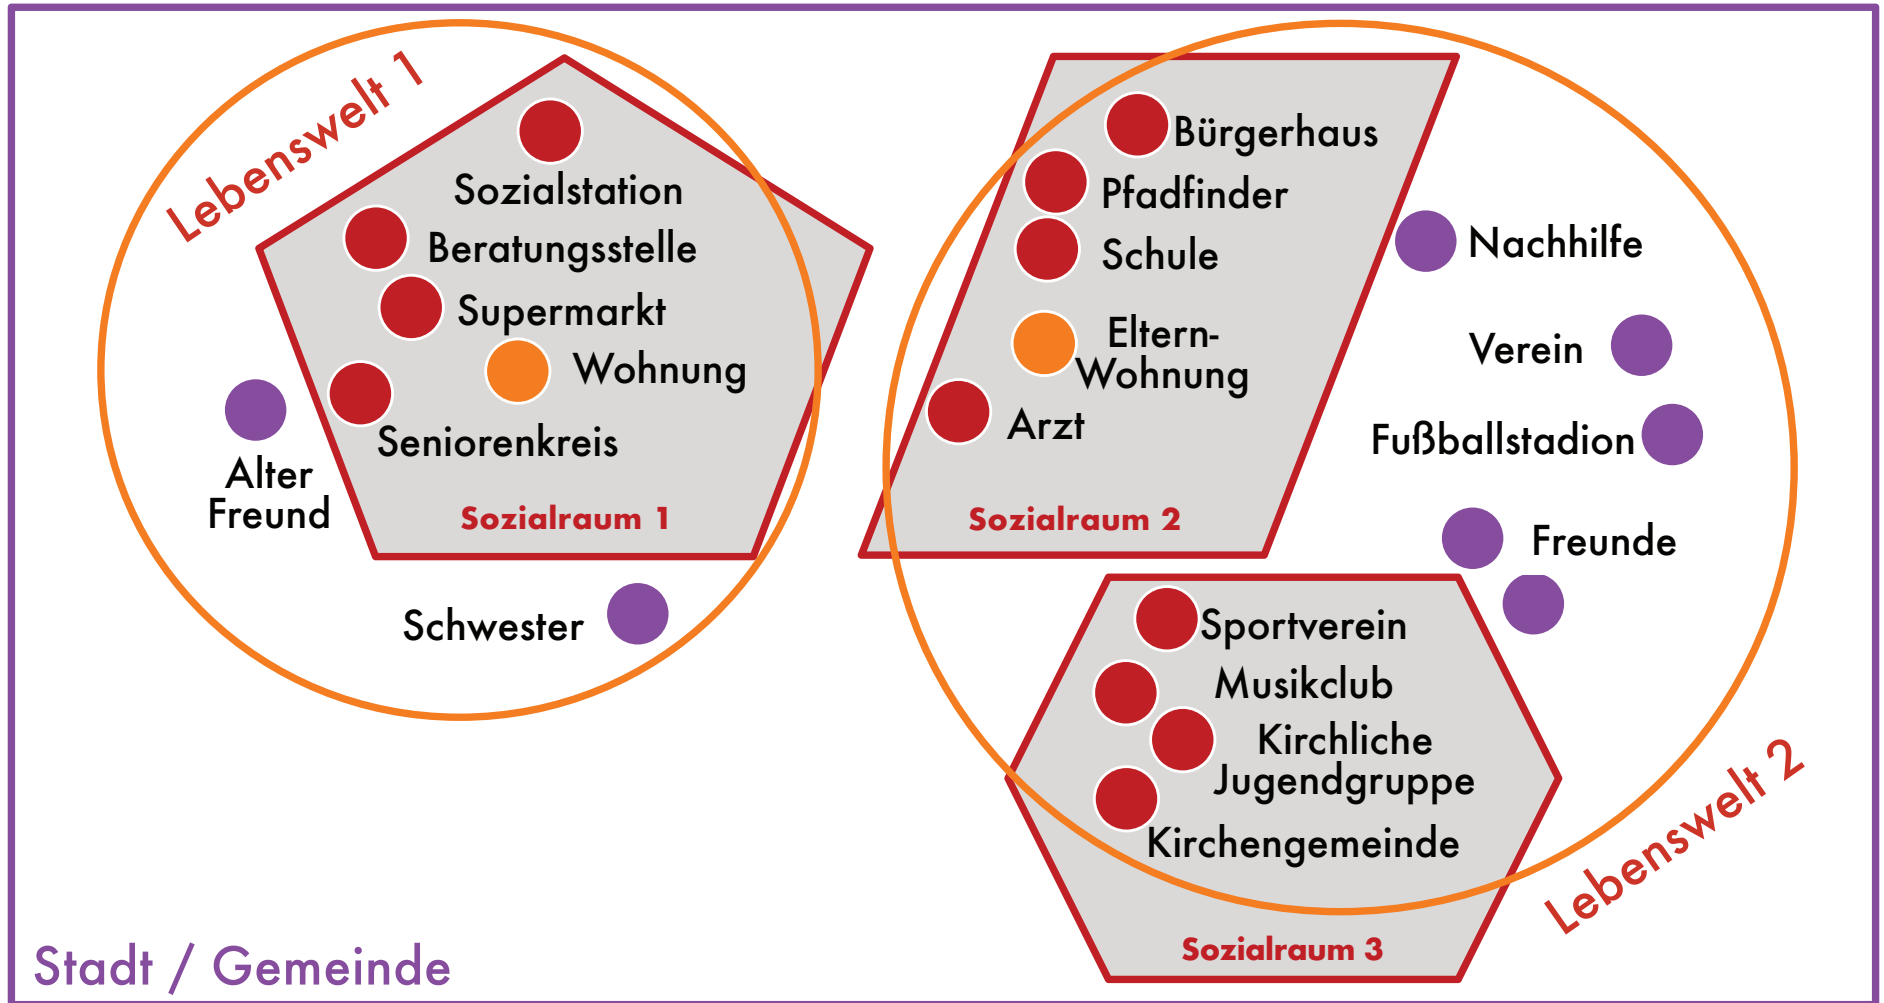 Lebenswelt 1
Sozialstation
Beratungsstelle
Supermarkt
Wohnung
Seniorenkreis
Alter
Freund
Sozialraum 1
Schwester
Bürgerhaus
Pfadfinder
Schule
Eltern-
Wohnung
Arzt
Sozialraum 2
Nachhilfe
Verein
Fußballstadion
Freunde
Sportverein
Musikclub
Kirchliche
Jugendgruppe
Kirchengemeinde
Sozialraum 3
Lebenswelt 2
Stadt / Gemeinde